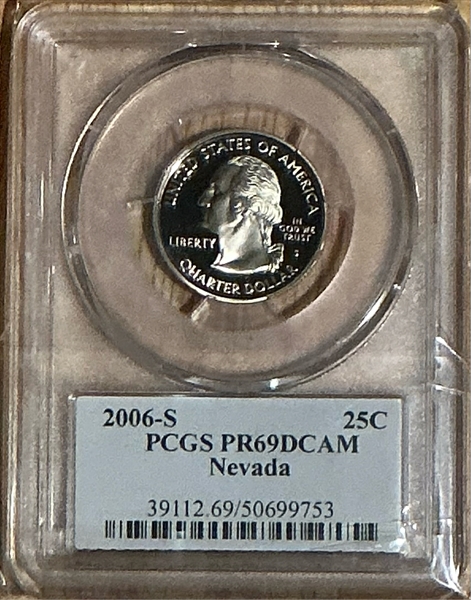 UNITED STATES OF AMERICA
IN
GOD WE
TRUST
LIBERTY
S
QUARTER DOLLAR
2006-S 25C
PCGS PR69DCAM
Nevada
39112.69/50699753